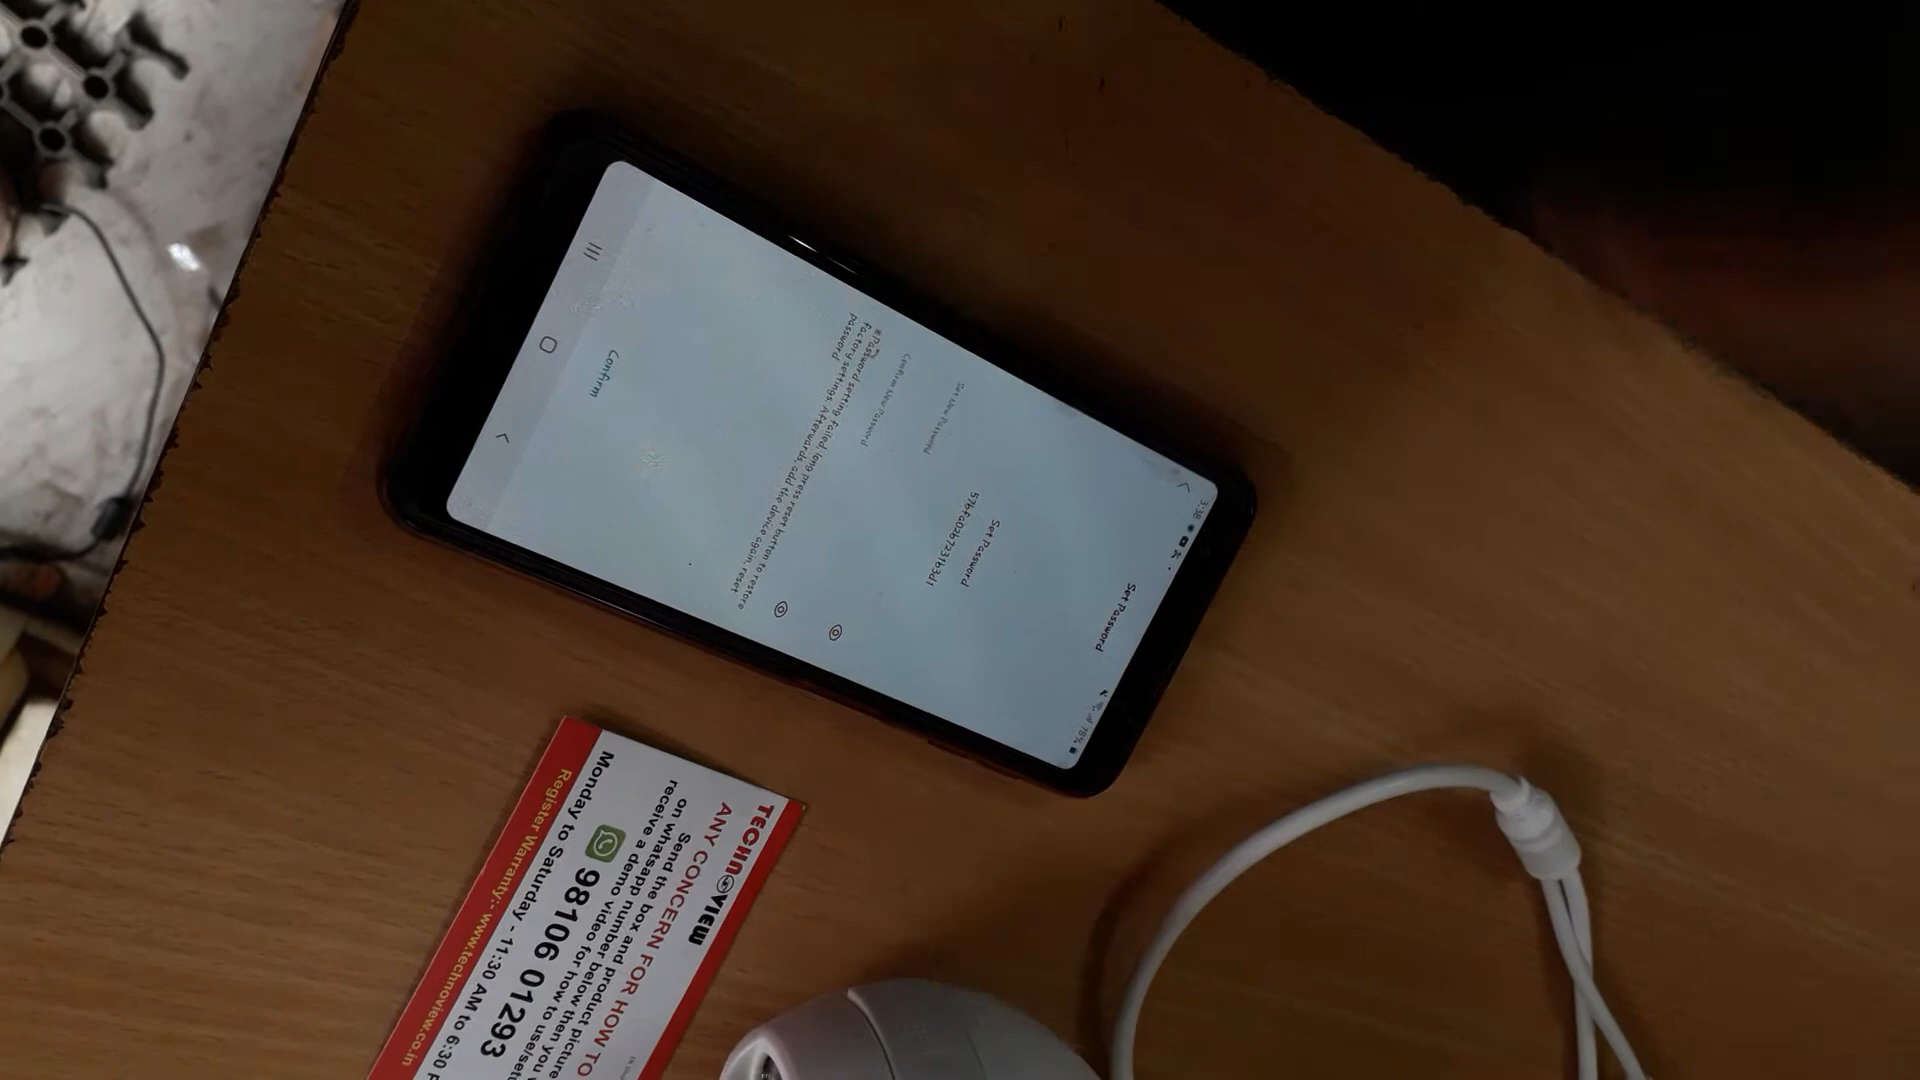 3:38
78%
Set Password
Set Password
Set New Password
Confirm New Password
※Password setting failed, long press reset button to restore
factory settings. Afterwards, add the device again, reset
password
Confirm
TECHNOVIEW
ANY CONCERN FOR HOW TO
Send the box and product picture
on whatsapp number below then you
receive a demo video for how to use/set
98106 01293
Monday to Saturday - 11:30 AM to 6:30
Register Warranty:- www.technoview.co.in